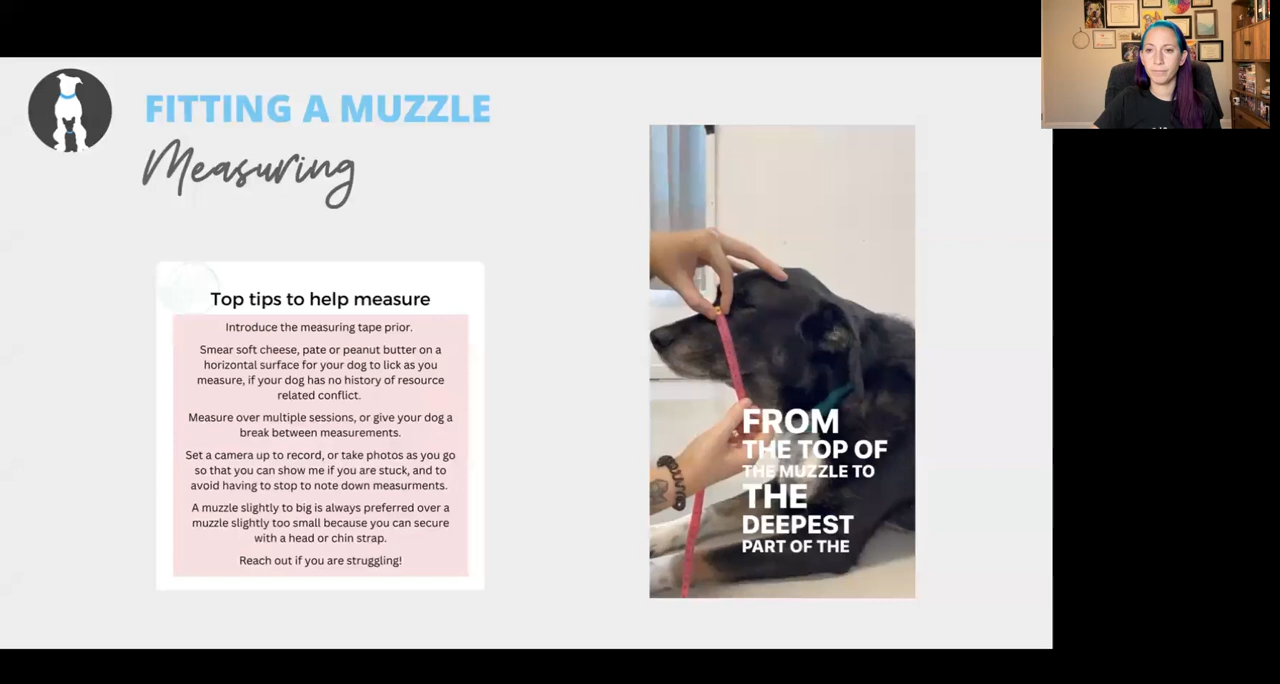 FITTING A MUZZLE
Measuring
Top tips to help measure
Introduce the measuring tape prior.
Smear soft cheese, pate or peanut butter on a
horizontal surface for your dog to lick as you
measure, if your dog has no history of resource
related conflict.
Measure over multiple sessions, or give your dog a
break between measurements.
Set a camera up to record, or take photos as you go
so that you can show me if you are stuck, and to
avoid having to stop to note down measurments.
A muzzle slightly to big is always preferred over a
muzzle slightly too small because you can secure
with a head or chin strap.
Reach out if you are struggling!
FROM
THE TOP OF
THE MUZZLE TO
THE
DEEPEST
PART OF THE